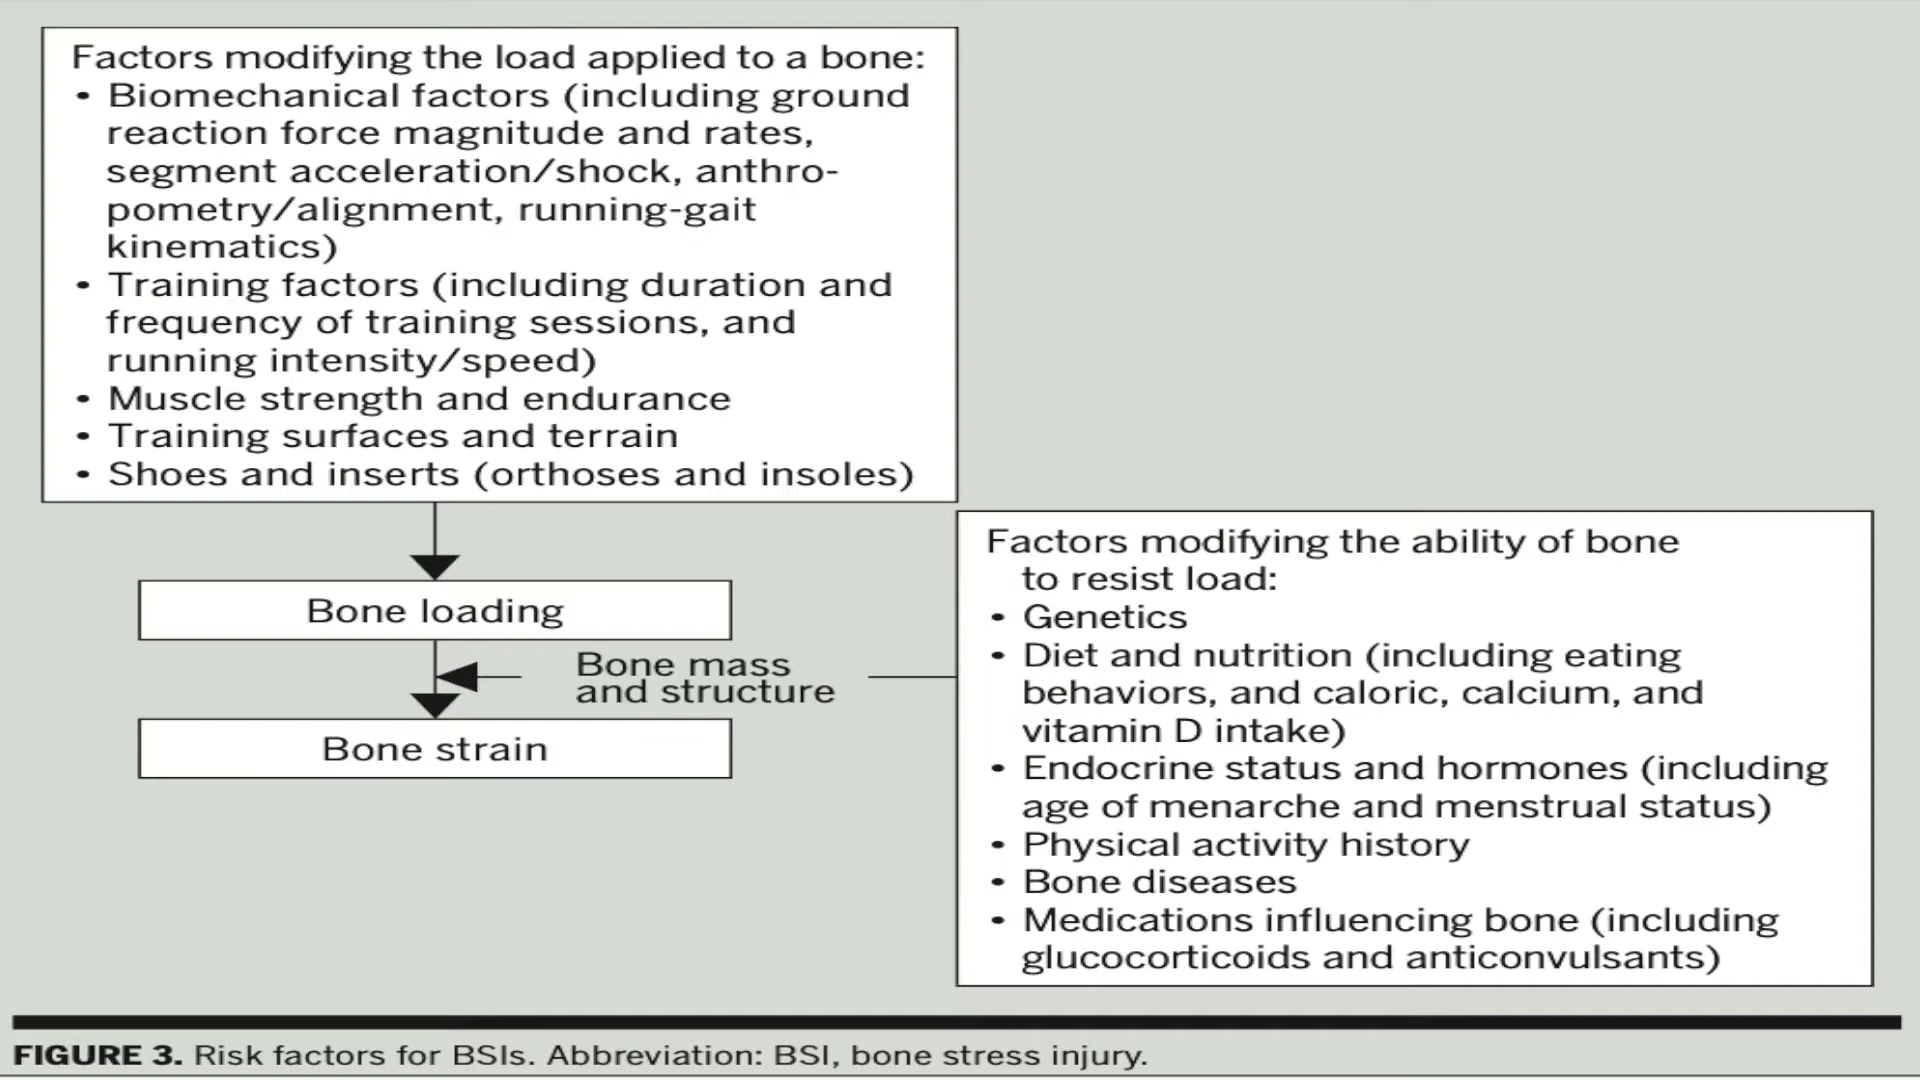 Factors modifying the load applied to a bone:
• Biomechanical factors (including ground
reaction force magnitude and rates,
segment acceleration/shock, anthro-
pometry/alignment, running-gait
kinematics)
• Training factors (including duration and
frequency of training sessions, and
running intensity/speed)
• Muscle strength and endurance
• Training surfaces and terrain
• Shoes and inserts (orthoses and insoles)
Bone loading
Bone mass
and structure
Bone strain
Factors modifying the ability of bone
to resist load:
• Genetics
• Diet and nutrition (including eating
behaviors, and caloric, calcium, and
vitamin D intake)
• Endocrine status and hormones (including
age of menarche and menstrual status)
• Physical activity history
• Bone diseases
• Medications influencing bone (including
glucocorticoids and anticonvulsants)
FIGURE 3. Risk factors for BSIs. Abbreviation: BSI, bone stress injury.